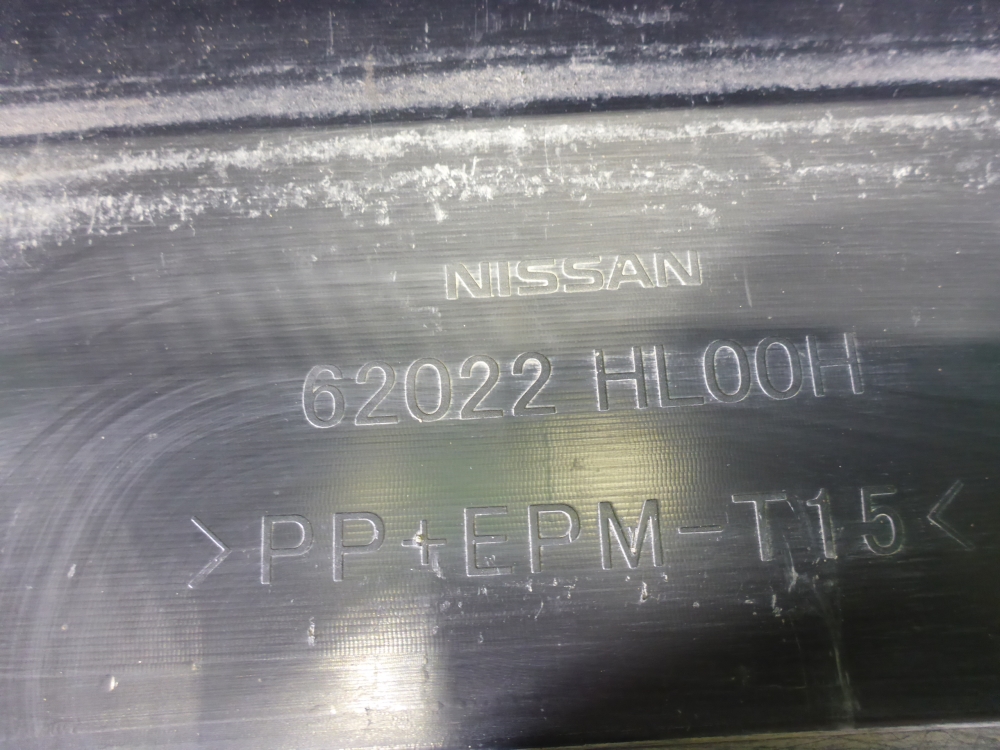 NISSAN
62022 HL00H
>PP+EPM-T15<